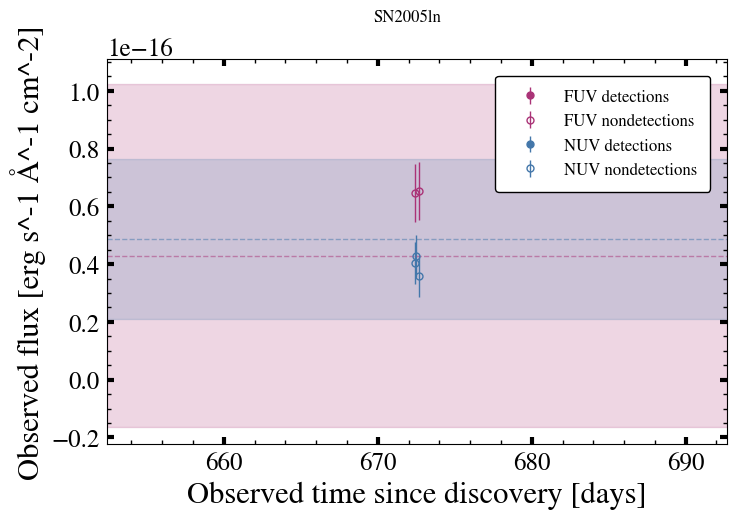 SN2005ln
1e−16
Observed flux [erg s^-1 Å^-1 cm^-2]
1.0
0.8
0.6
0.4
0.2
0.0
−0.2
FUV detections
FUV nondetections
NUV detections
NUV nondetections
660 670 680 690
Observed time since discovery [days]